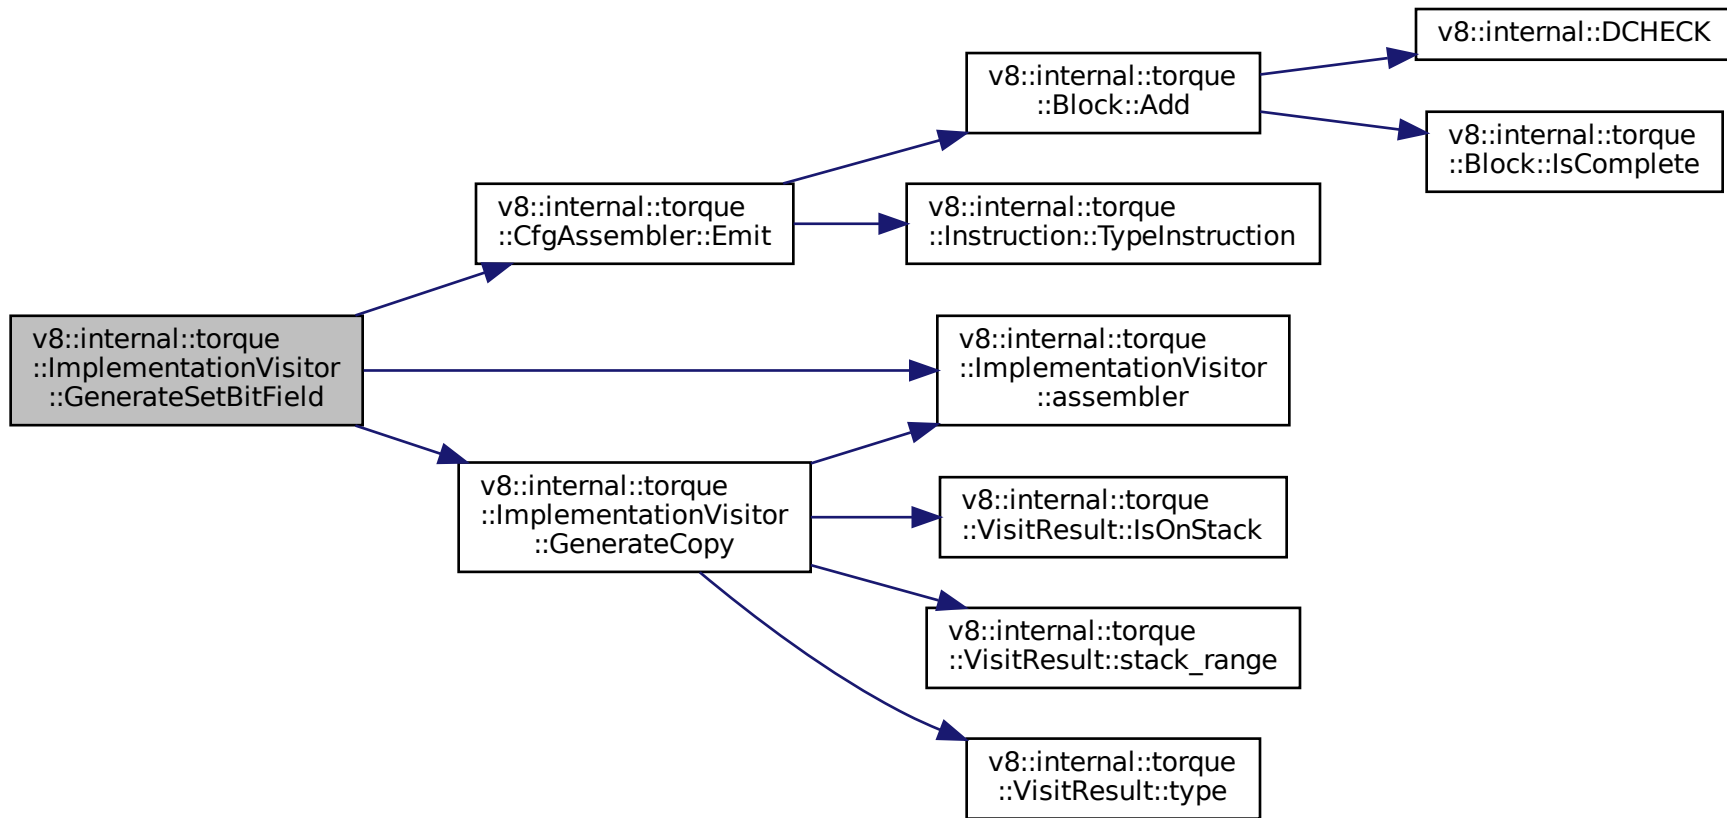 v8::internal::DCHECK
v8::internal::torque
::Block::Add
v8::internal::torque
::Block::IsComplete
v8::internal::torque
::CfgAssembler::Emit
v8::internal::torque
::Instruction::TypeInstruction
v8::internal::torque
::ImplementationVisitor
::GenerateSetBitField
v8::internal::torque
::ImplementationVisitor
::assembler
v8::internal::torque
::ImplementationVisitor
::GenerateCopy
v8::internal::torque
::VisitResult::IsOnStack
v8::internal::torque
::VisitResult::stack_range
v8::internal::torque
::VisitResult::type